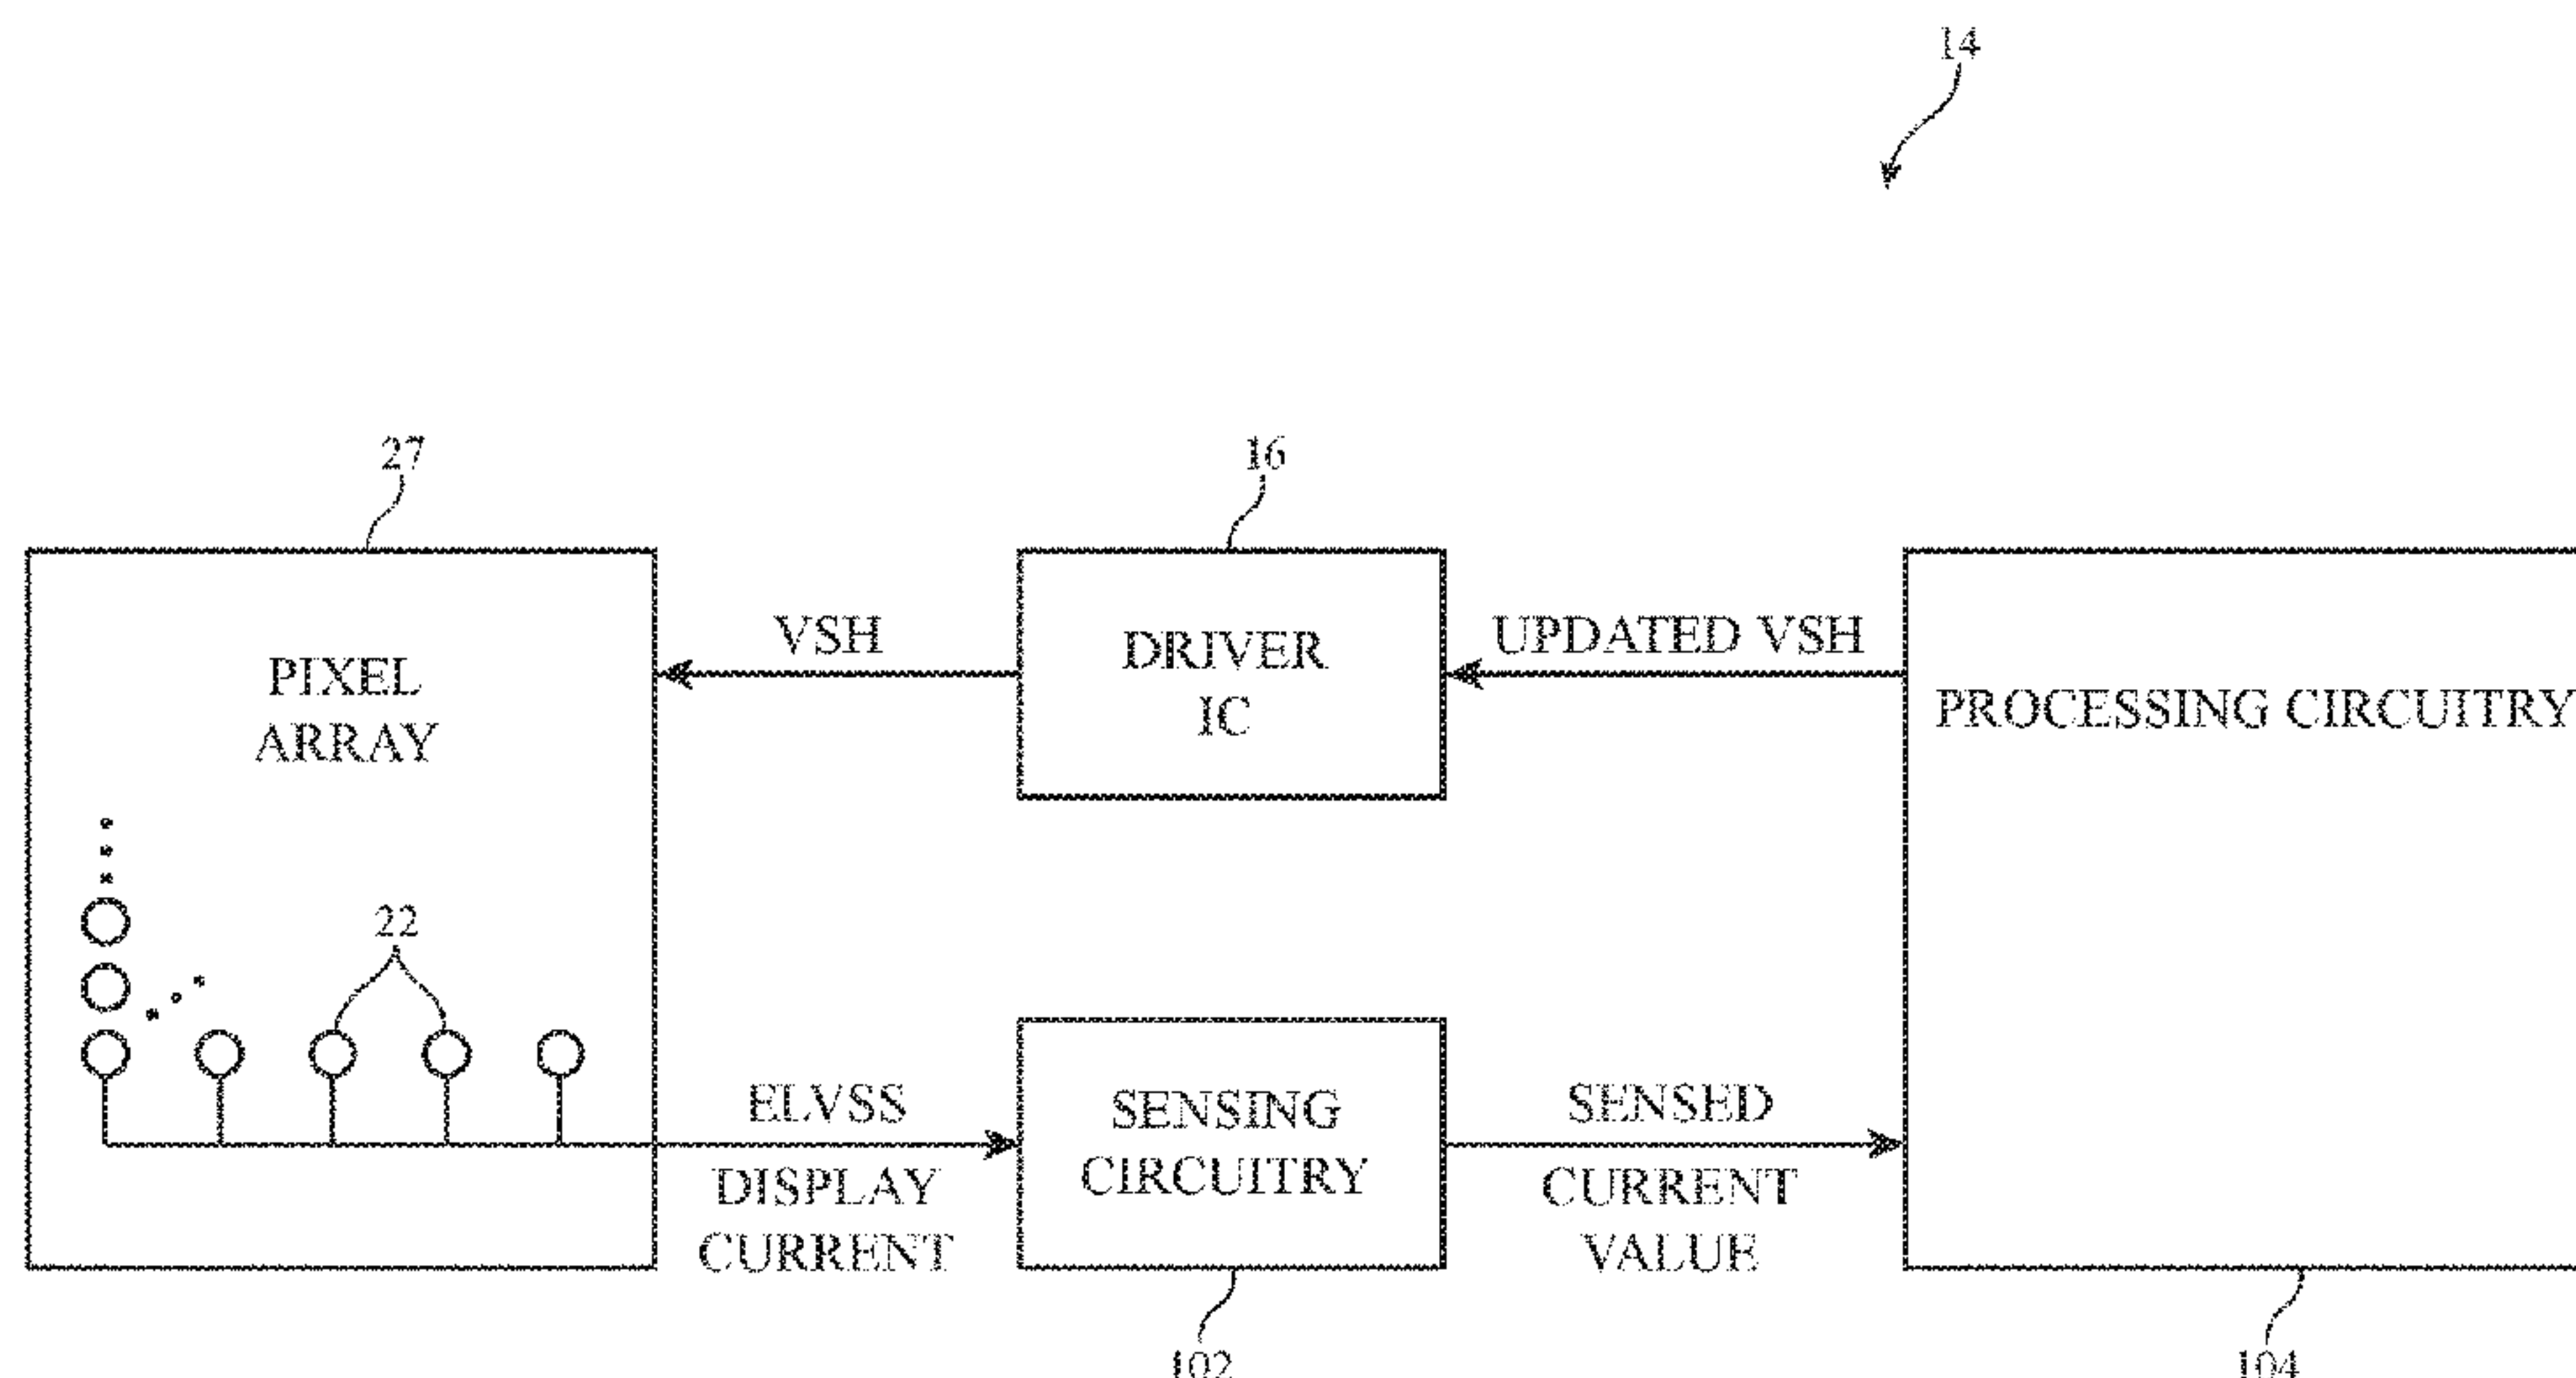 14
27
16
VSH
UPDATED VSH
PIXEL
ARRAY
DRIVER
IC
PROCESSING CIRCUITRY
22
ELVSS
DISPLAY
CURRENT
SENSING
CIRCUITRY
SENSED
CURRENT
VALUE
102
104